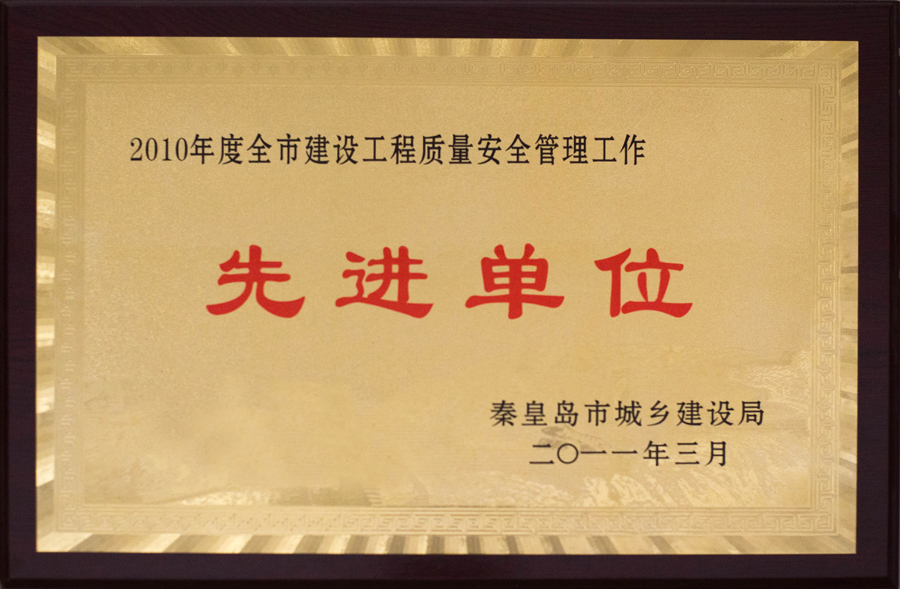 2010年度全市建设工程质量安全管理工作
先进单位
秦皇岛市城乡建设局
二〇一一年三月